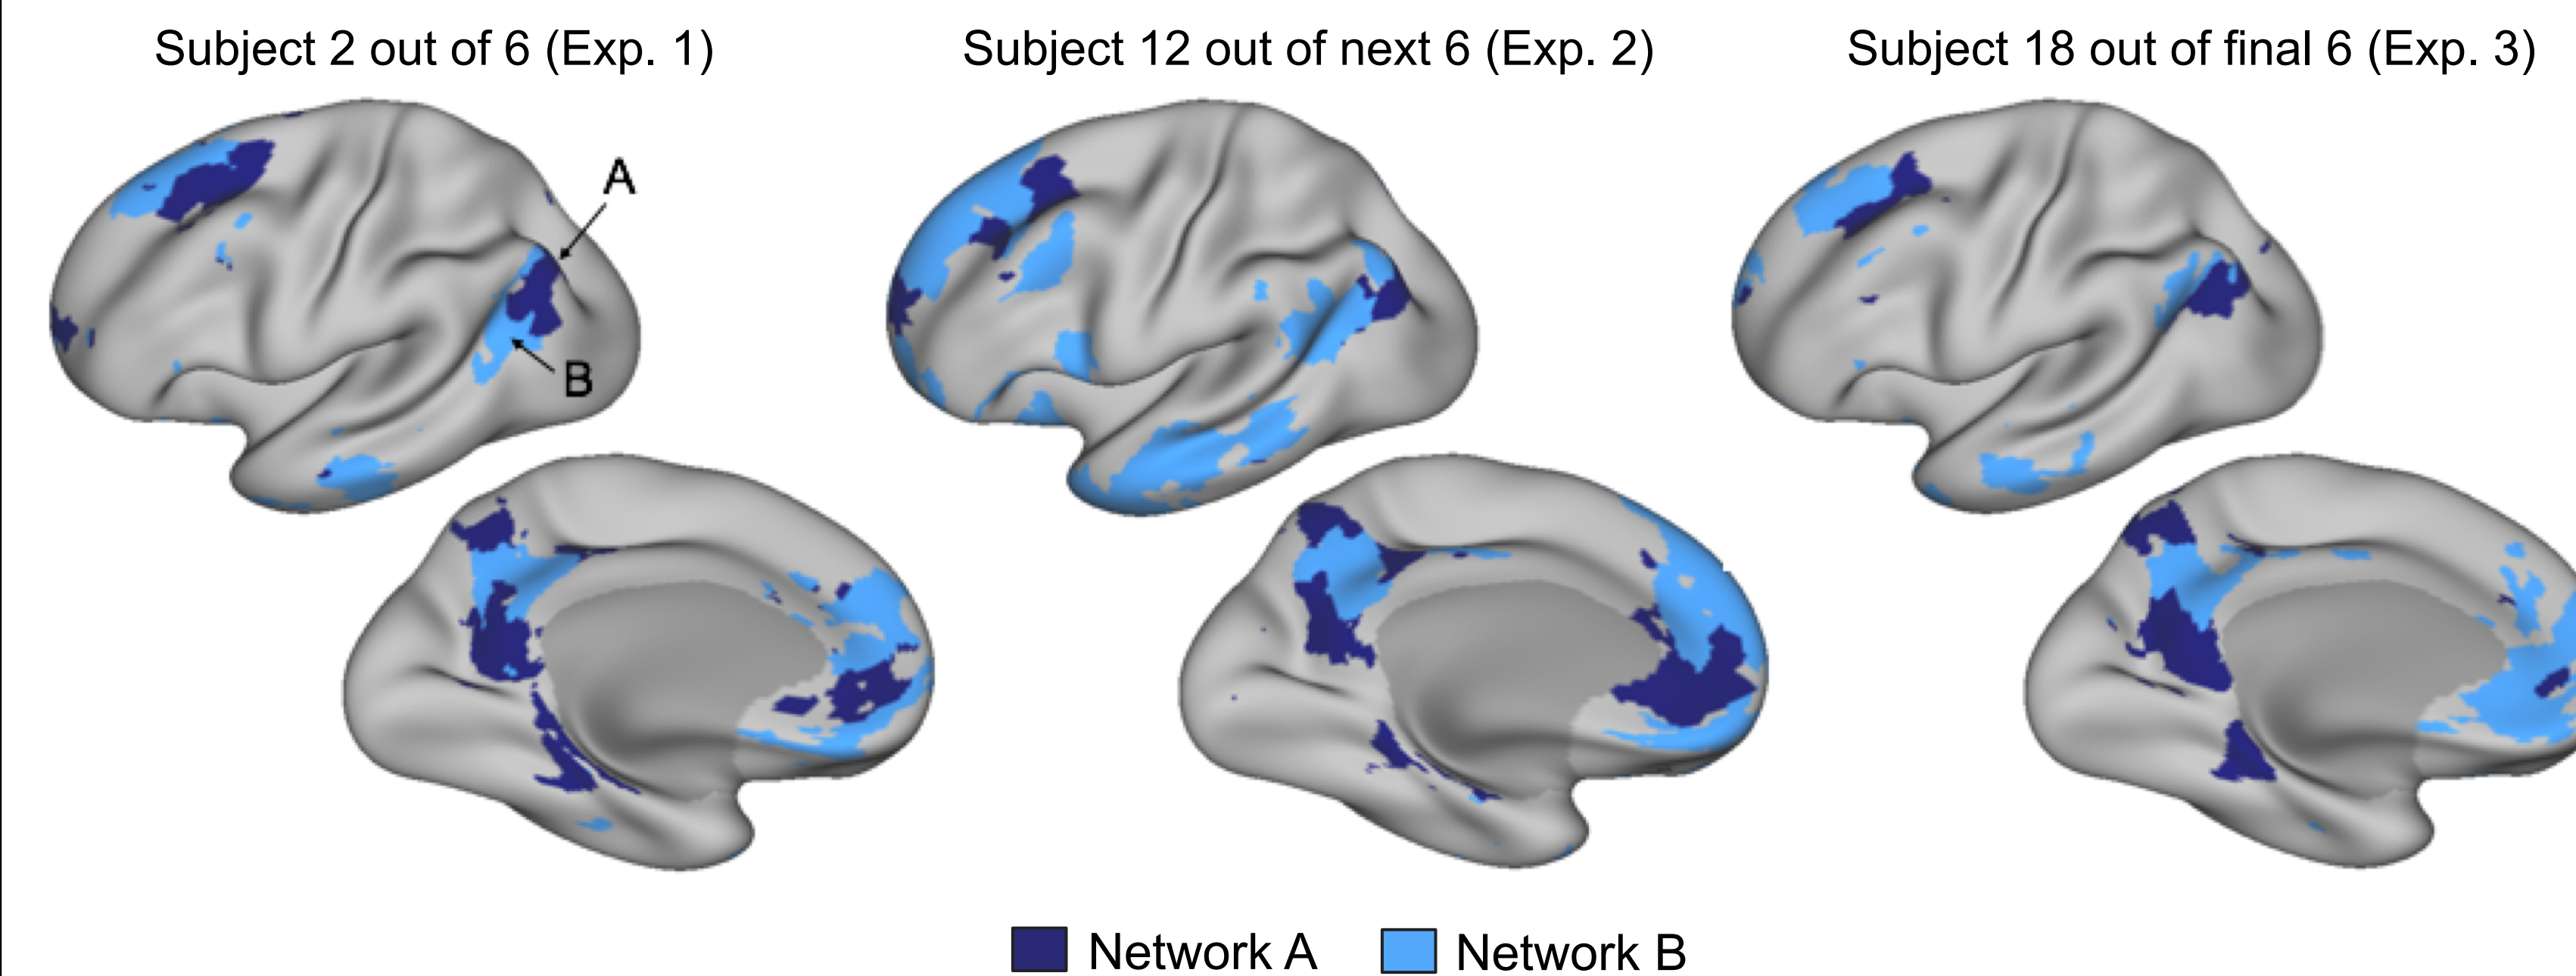 Subject 2 out of 6 (Exp. 1)
Subject 12 out of next 6 (Exp. 2)
Subject 18 out of final 6 (Exp. 3)
A
B
Network A
Network B